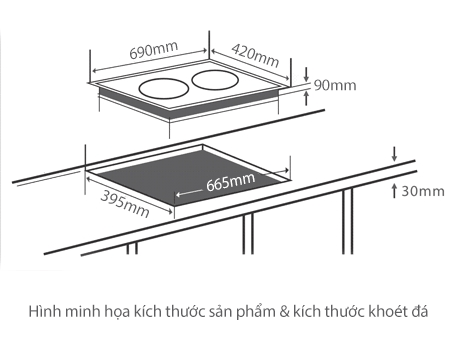 690mm
420mm
90mm
665mm
395mm
30mm
Hình minh họa kích thước sản phẩm & kích thước khoét đá